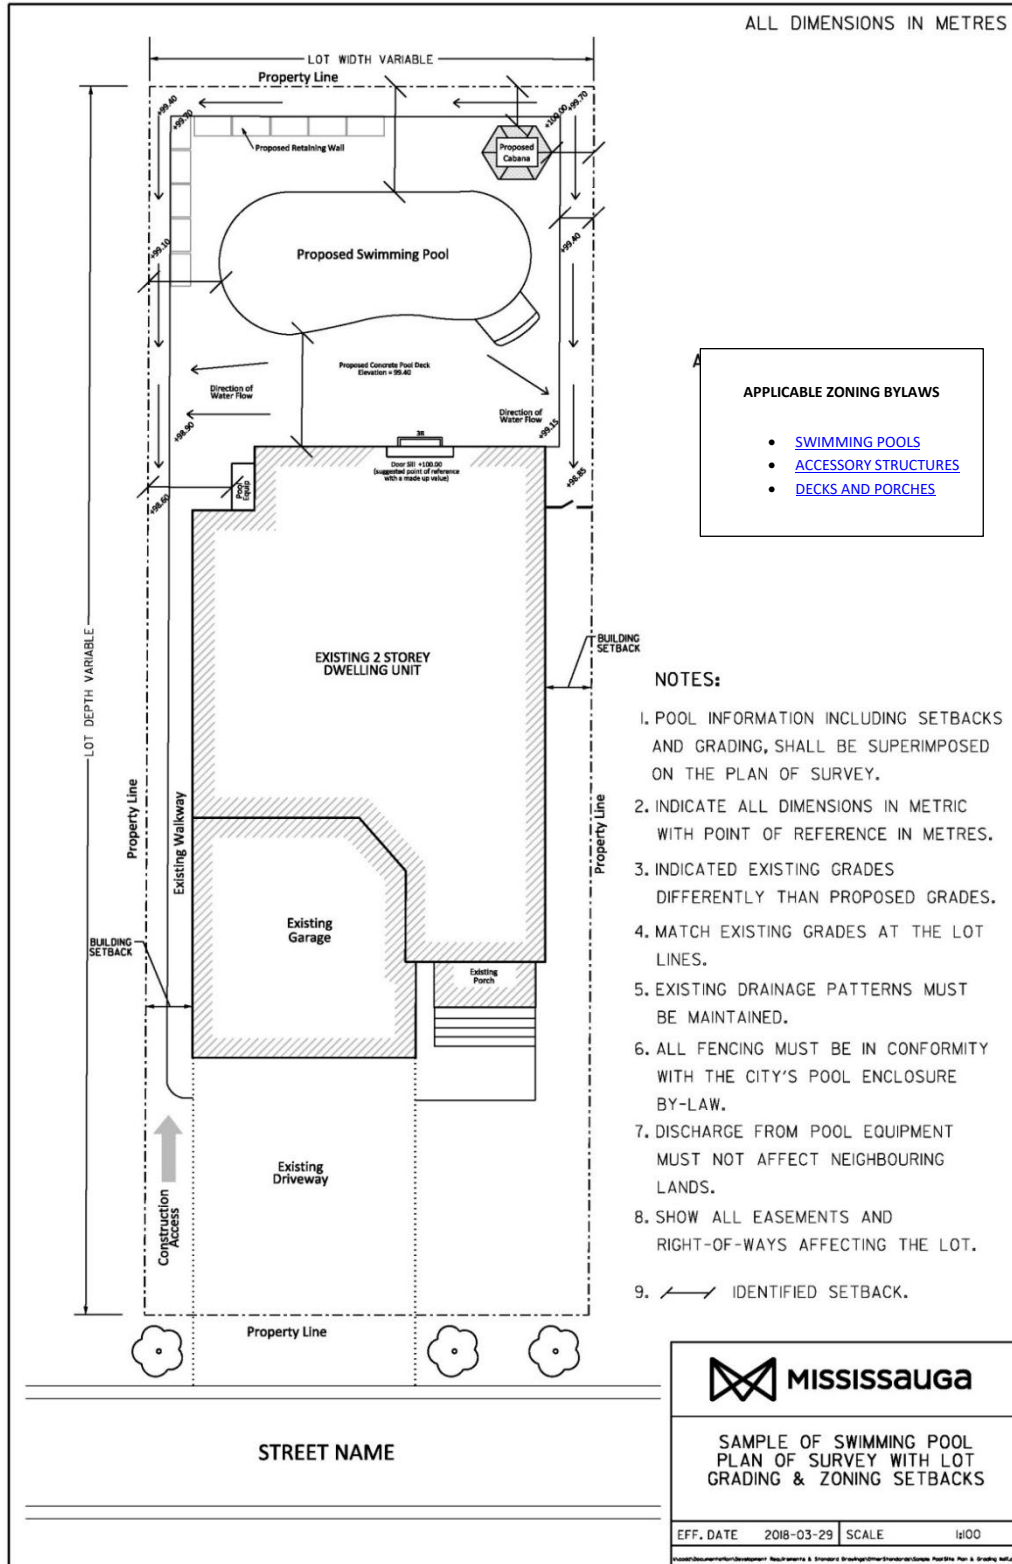 ALL DIMENSIONS IN METRES
LOT WIDTH VARIABLE
Property Line
+99.40
+99.70
+100.00
+99.70
Proposed Retaining Wall
Proposed
Cabana
+99.10
+99.40
Proposed Swimming Pool
Proposed Concrete Pool Deck
Elevation = 99.40
Direction of
Water Flow
Direction of
Water Flow
+98.90
+99.15
3R
Door Sill +100.00
(suggested point of reference
with a made up value)
Pool
Equip
+98.60
+98.85
A
APPLICABLE ZONING BYLAWS
• SWIMMING POOLS
• ACCESSORY STRUCTURES
• DECKS AND PORCHES
LOT DEPTH VARIABLE
EXISTING 2 STOREY
DWELLING UNIT
BUILDING
SETBACK
Property Line
Existing Walkway
Property Line
Existing
Garage
BUILDING
SETBACK
Existing
Porch
Existing
Driveway
Construction
Access
Property Line
STREET NAME
NOTES:
1. POOL INFORMATION INCLUDING SETBACKS
AND GRADING, SHALL BE SUPERIMPOSED
ON THE PLAN OF SURVEY.
2. INDICATE ALL DIMENSIONS IN METRIC
WITH POINT OF REFERENCE IN METRES.
3. INDICATED EXISTING GRADES
DIFFERENTLY THAN PROPOSED GRADES.
4. MATCH EXISTING GRADES AT THE LOT
LINES.
5. EXISTING DRAINAGE PATTERNS MUST
BE MAINTAINED.
6. ALL FENCING MUST BE IN CONFORMITY
WITH THE CITY'S POOL ENCLOSURE
BY-LAW.
7. DISCHARGE FROM POOL EQUIPMENT
MUST NOT AFFECT NEIGHBOURING
LANDS.
8. SHOW ALL EASEMENTS AND
RIGHT-OF-WAYS AFFECTING THE LOT.
9. IDENTIFIED SETBACK.
MISSISSAUGA
SAMPLE OF SWIMMING POOL
PLAN OF SURVEY WITH LOT
GRADING & ZONING SETBACKS
EFF. DATE 2018-03-29 SCALE 1:100